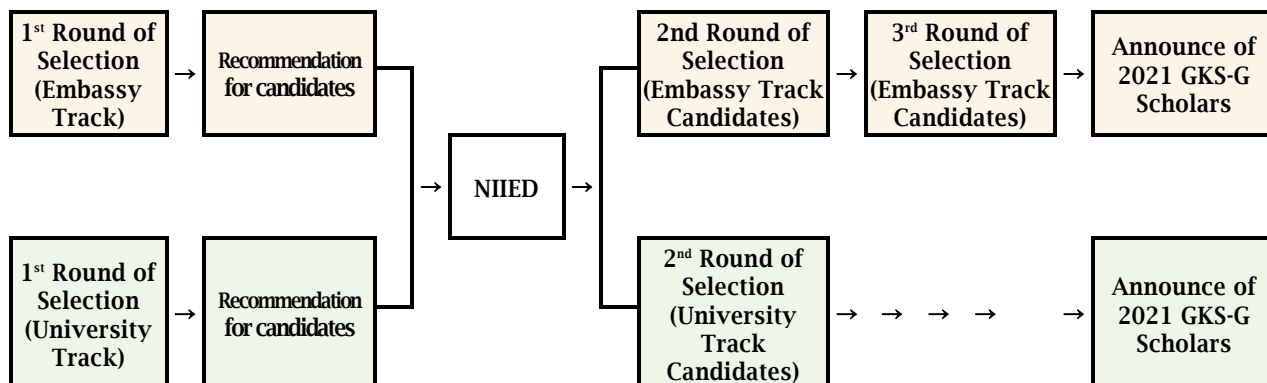 1st Round of
Selection
(Embassy
Track)
→
Recommendation
for candidates
2nd Round of
Selection
(Embassy Track
Candidates)
→
3rd Round of
Selection
(Embassy Track
Candidates)
→
Announce of
2021 GKS-G
Scholars
→
NIIED
→
1st Round of
Selection
(University
Track)
→
Recommendation
for candidates
2nd Round of
Selection
(University
Track
Candidates)
→ → → → →
Announce of
2021 GKS-G
Scholars